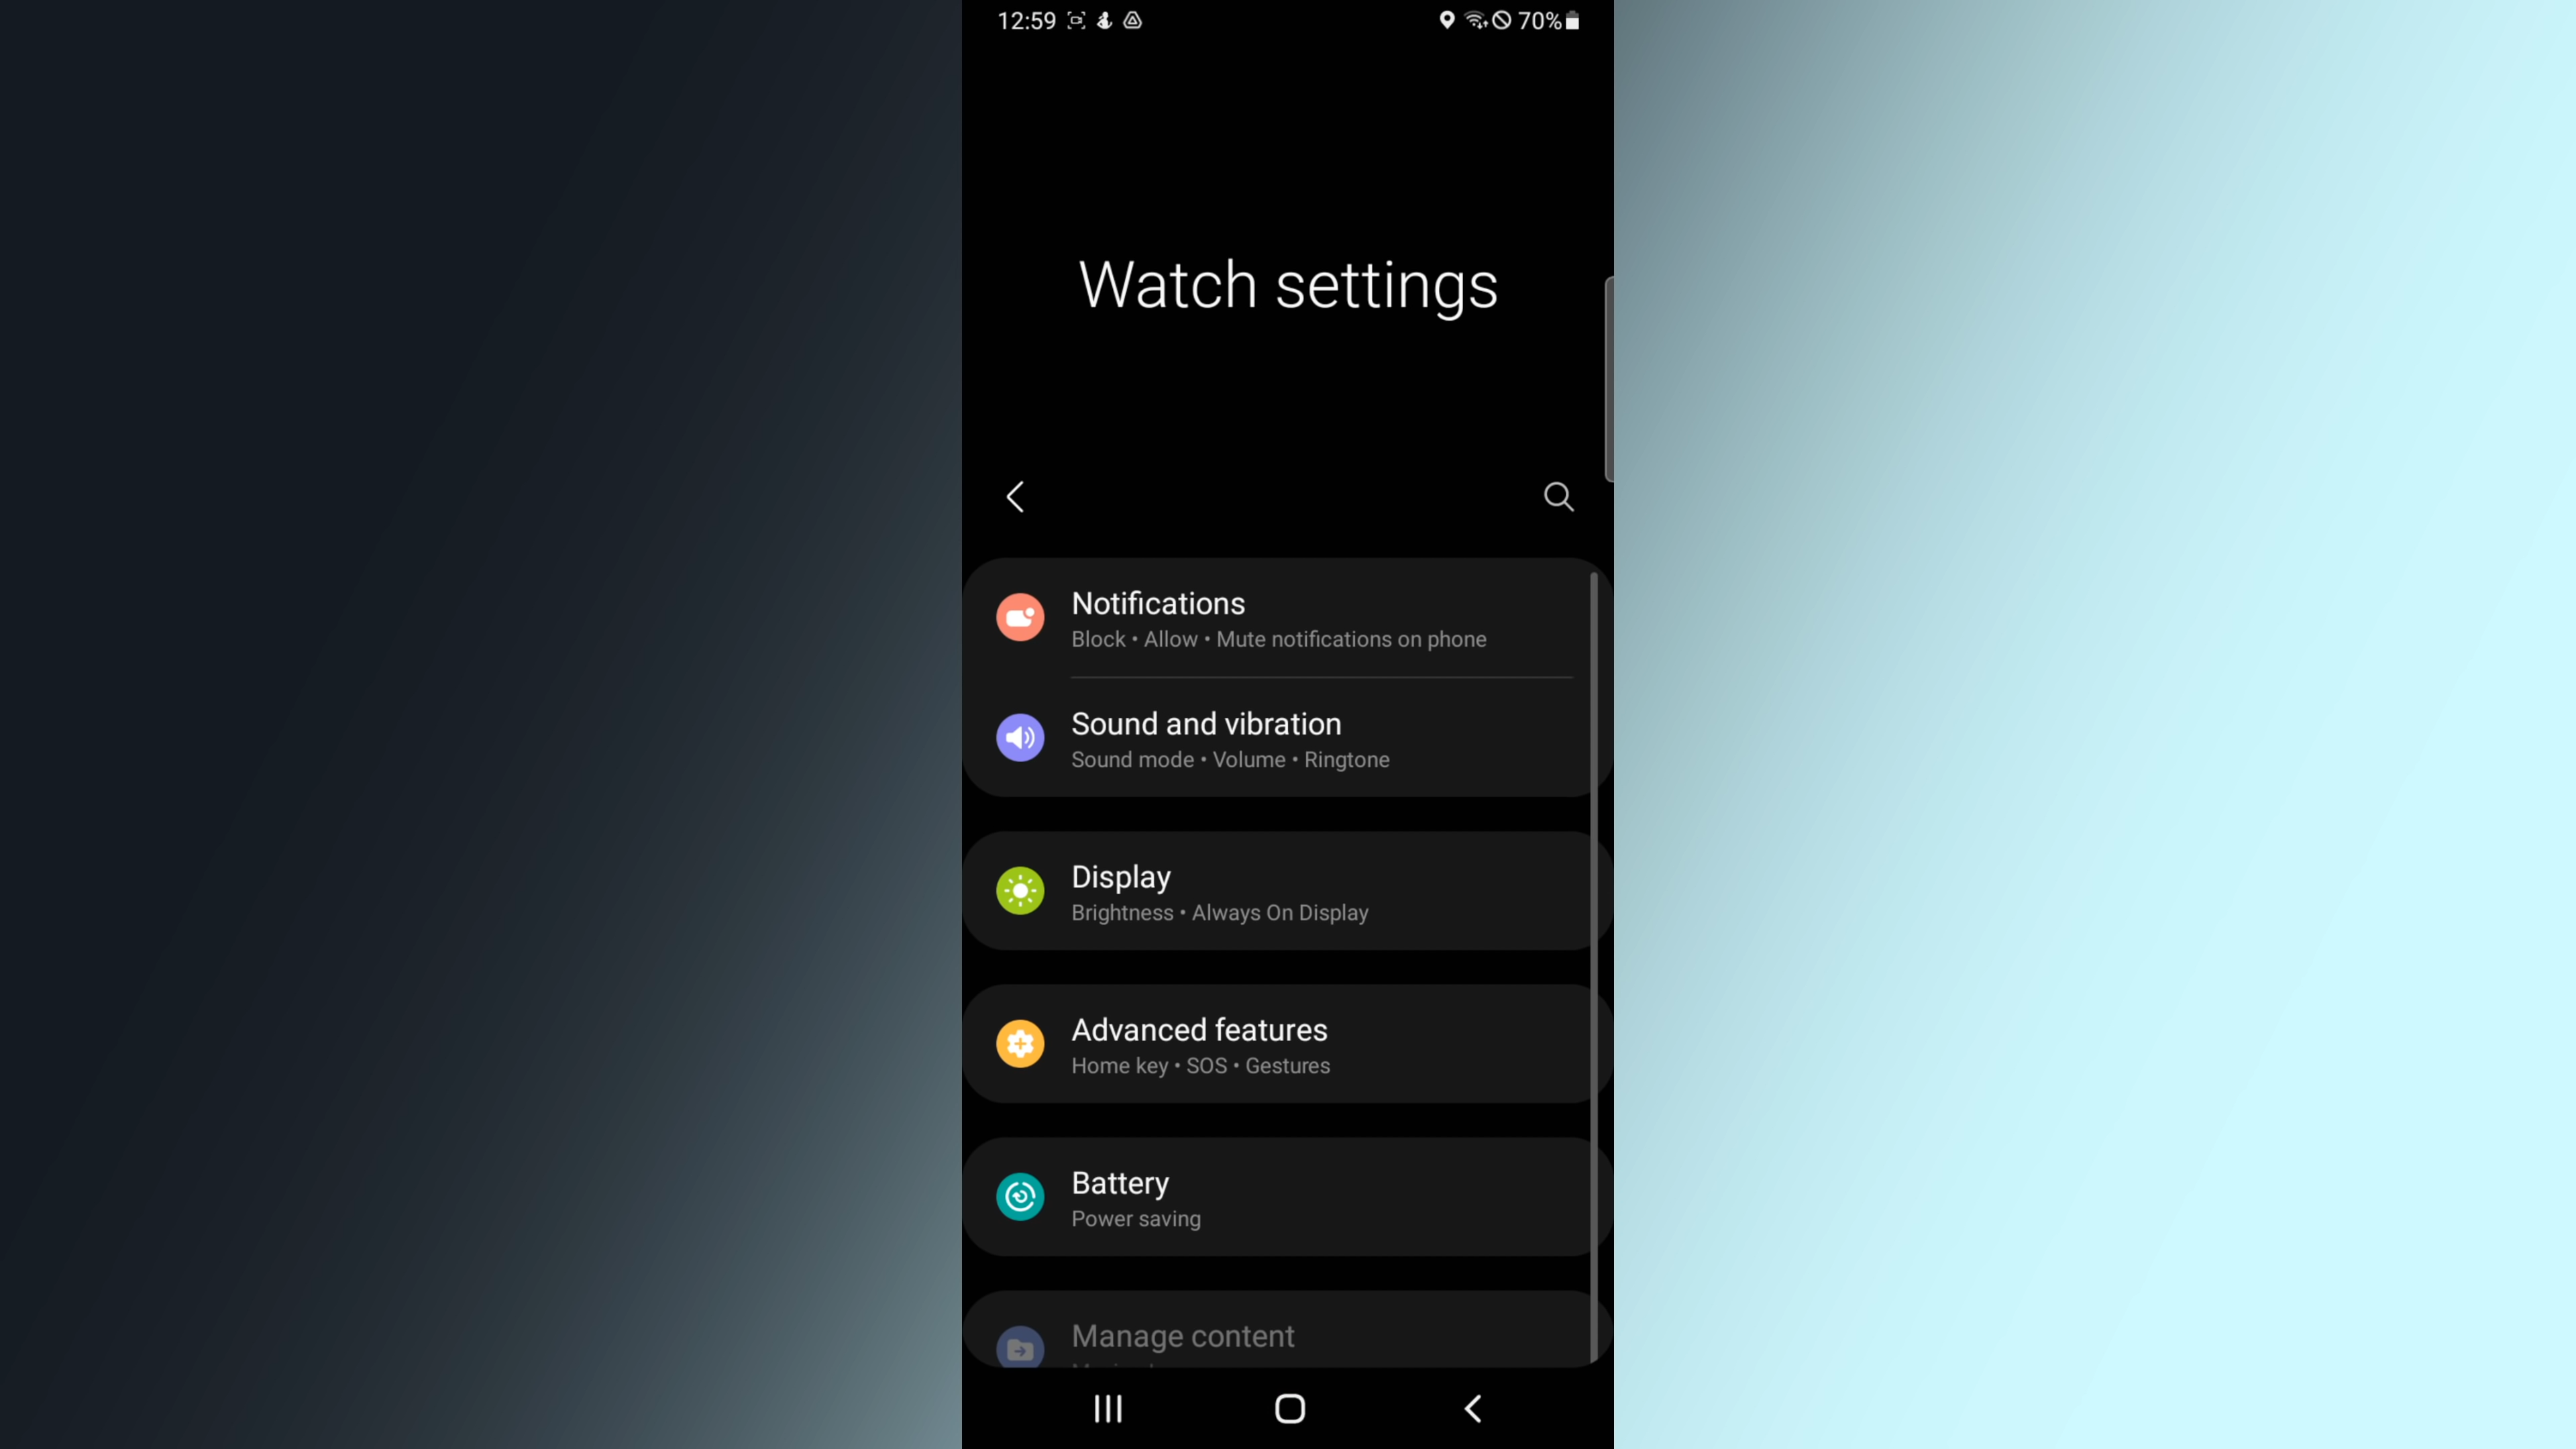 12:59
70%
Watch settings
Notifications
Block • Allow • Mute notifications on phone
Sound and vibration
Sound mode • Volume • Ringtone
Display
Brightness • Always On Display
Advanced features
Home key • SOS • Gestures
Battery
Power saving
Manage content